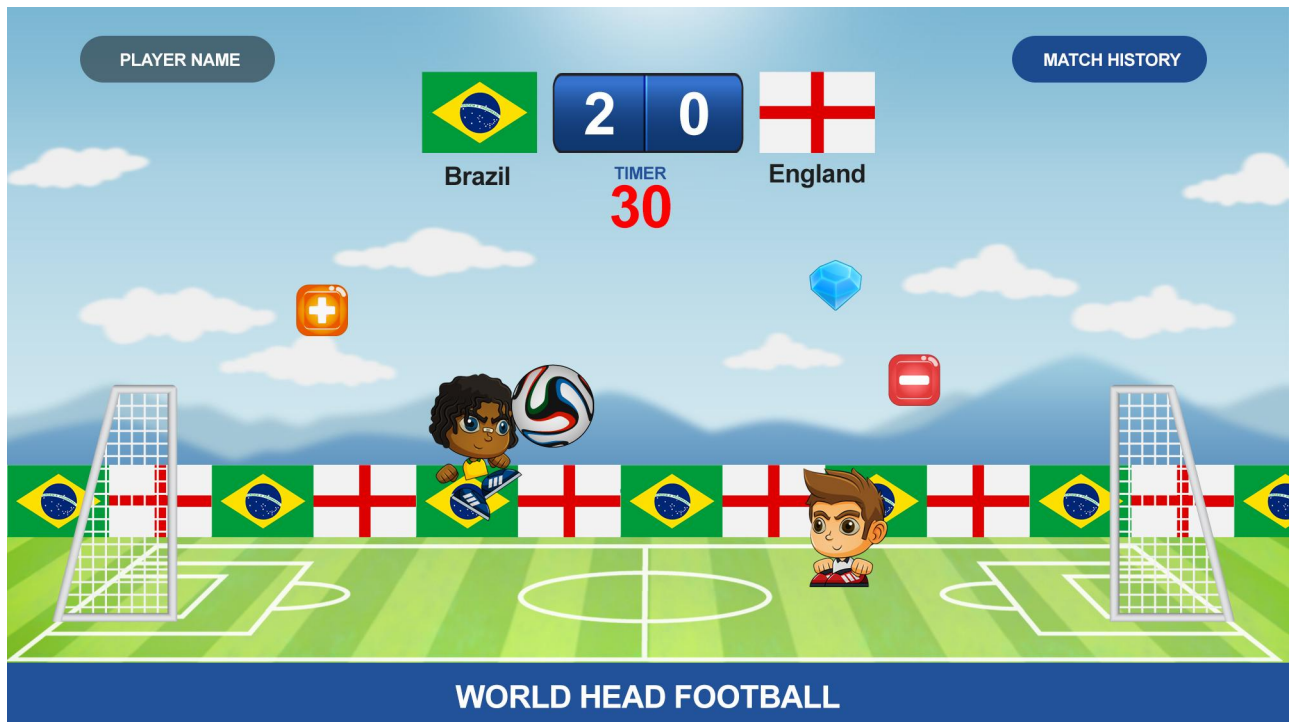 PLAYER NAME
MATCH HISTORY
2 0
Brazil
TIMER
England
30
WORLD HEAD FOOTBALL